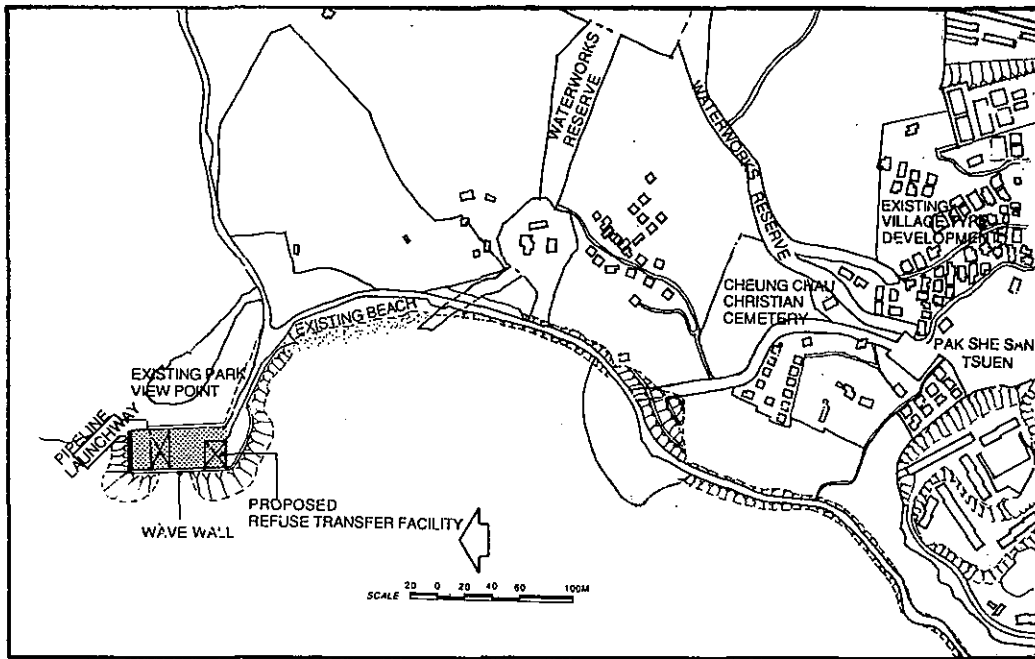 WATERWORKS
RESERVE
WATERWORKS RESERVE
EXISTING
VILLAGE TYPE
DEVELOPMENT
CHEUNG CHAU
CHRISTIAN
CEMETERY
PAK SHE SAN
TSUEN
EXISTING BEACH
EXISTING PARK
VIEW POINT
PIPELINE
LAUNCHWAY
PROPOSED
REFUSE TRANSFER FACILITY
WAVE WALL
SCALE 20 0 20 40 60 100M